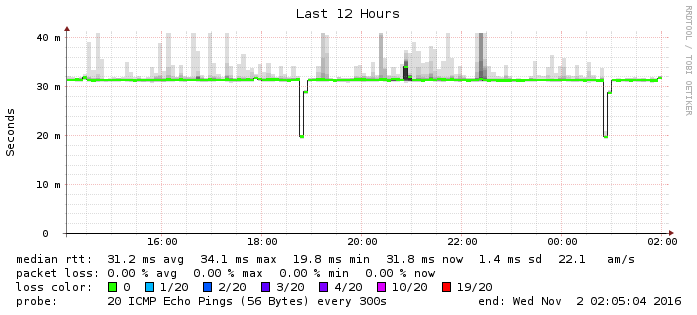 Last 12 Hours
RRDTOOL / TOBI OETIKER
Seconds
40 m
30 m
20 m
10 m
0
16:00 18:00 20:00 22:00 00:00 02:00
median rtt: 31.2 ms avg 34.1 ms max 19.8 ms min 31.8 ms now 1.4 ms sd 22.1 am/s
packet loss: 0.00 % avg 0.00 % max 0.00 % min 0.00 % now
loss color: 0 1/20 2/20 3/20 4/20 10/20 19/20
probe: 20 ICMP Echo Pings (56 Bytes) every 300s end: Wed Nov 2 02:05:04 2016